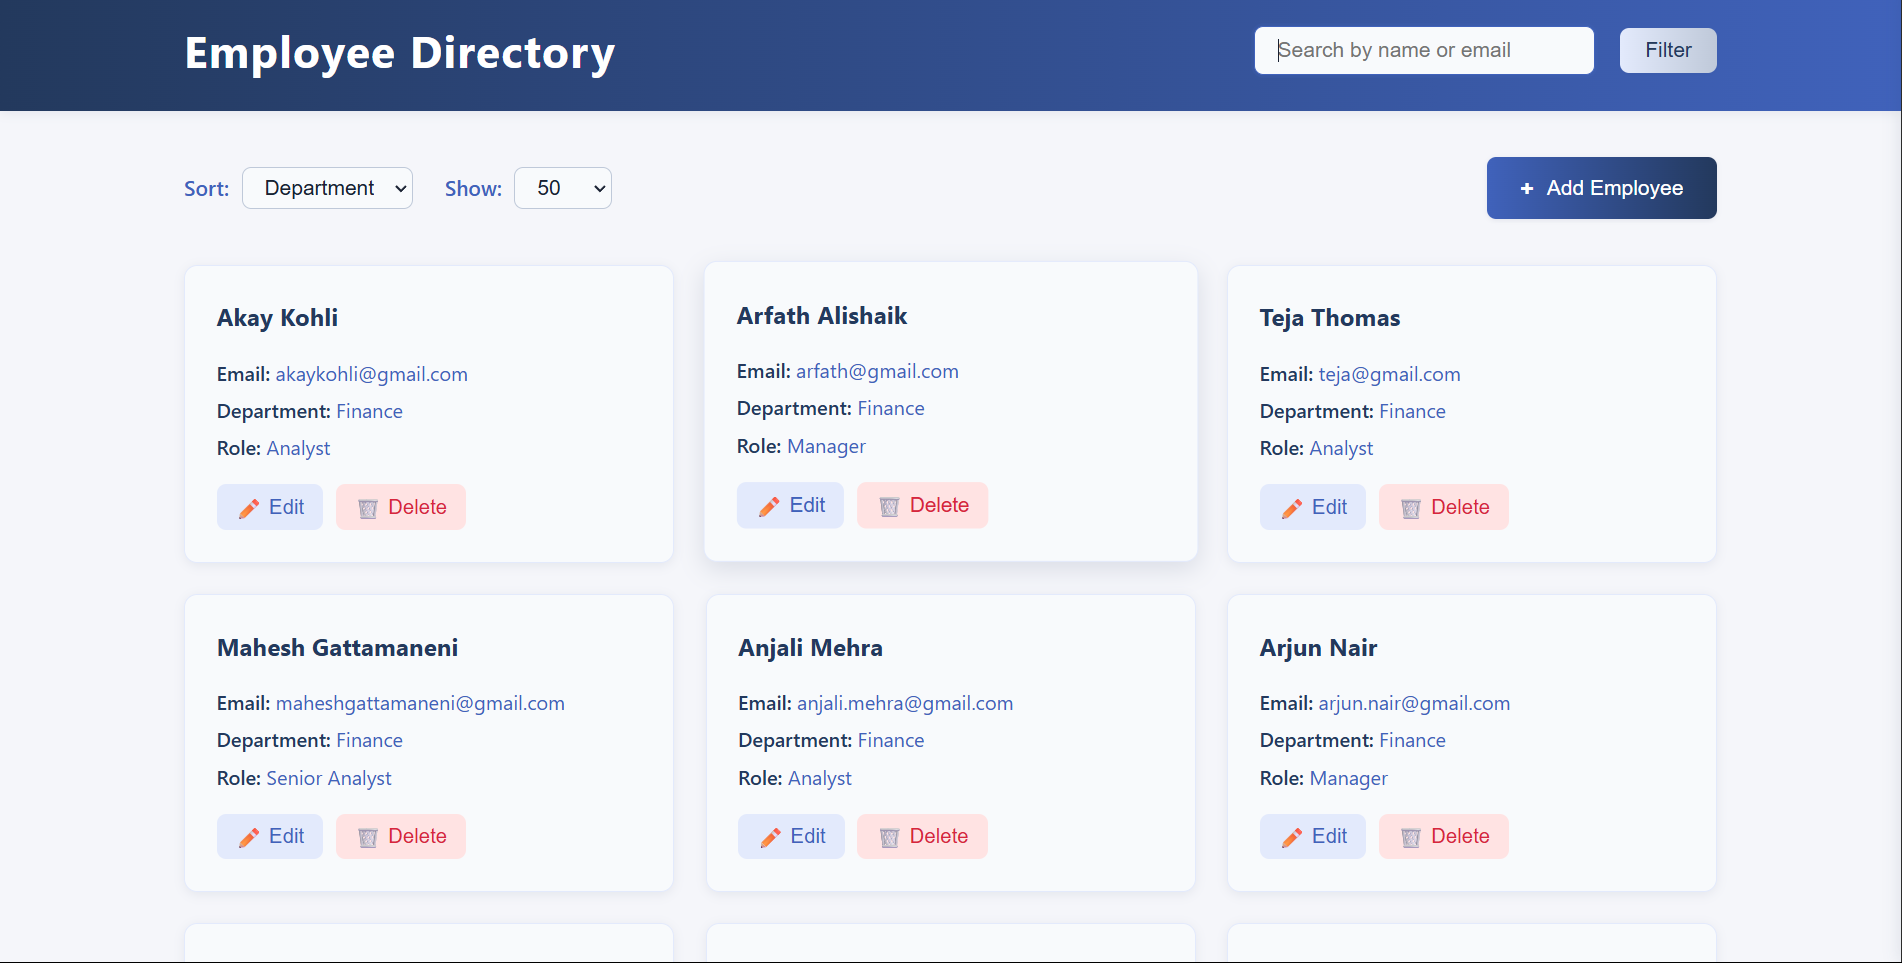 Employee Directory
Search by name or email
Filter
Sort: Department Show: 50
+ Add Employee
Akay Kohli
Email: akaykohli@gmail.com
Department: Finance
Role: Analyst
Edit Delete
Arfath Alishaik
Email: arfath@gmail.com
Department: Finance
Role: Manager
Edit Delete
Teja Thomas
Email: teja@gmail.com
Department: Finance
Role: Analyst
Edit Delete
Mahesh Gattamaneni
Email: maheshgattamaneni@gmail.com
Department: Finance
Role: Senior Analyst
Edit Delete
Anjali Mehra
Email: anjali.mehra@gmail.com
Department: Finance
Role: Analyst
Edit Delete
Arjun Nair
Email: arjun.nair@gmail.com
Department: Finance
Role: Manager
Edit Delete